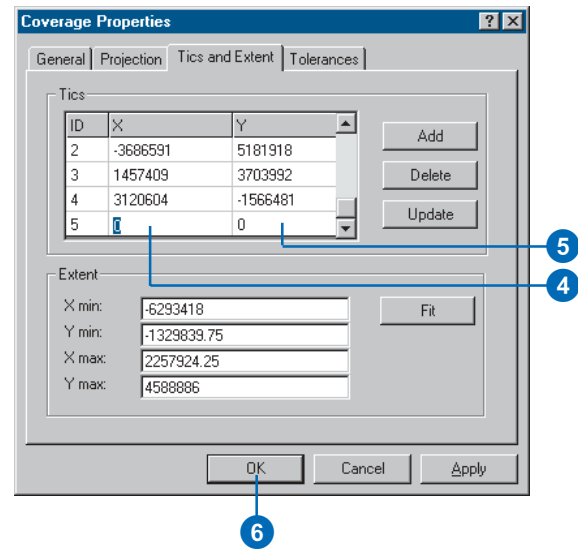 Coverage Properties
General Projection Tics and Extent Tolerances
Tics
ID X Y
2 -3686591 5181918
3 1457409 3703992
4 3120604 -1566481
5 0 0
Add
Delete
Update
5
4
Extent
X min: -6293418
Y min: -1329839.75
X max: 2257924.25
Y max: 4588886
Fit
OK Cancel Apply
6